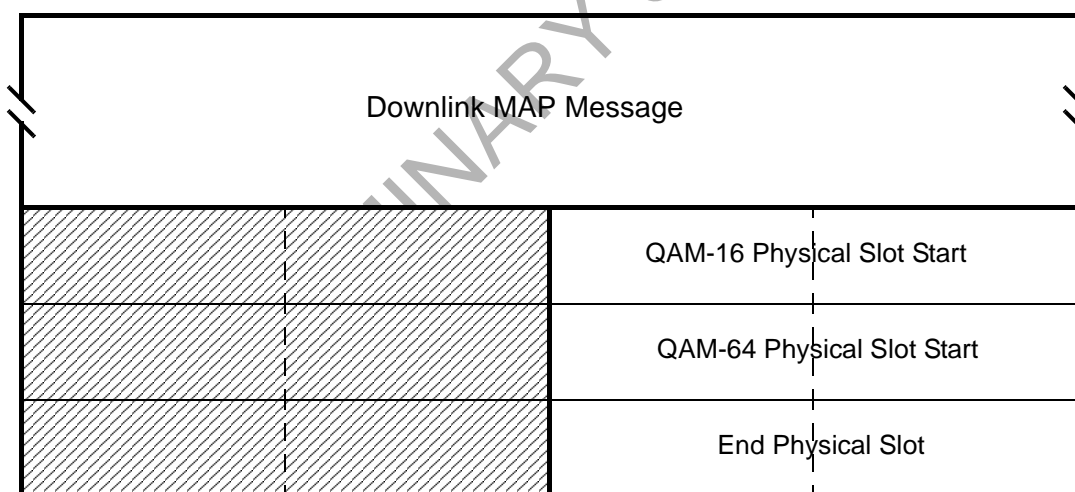 Downlink MAP Message
QAM-16 Physical Slot Start
QAM-64 Physical Slot Start
End Physical Slot